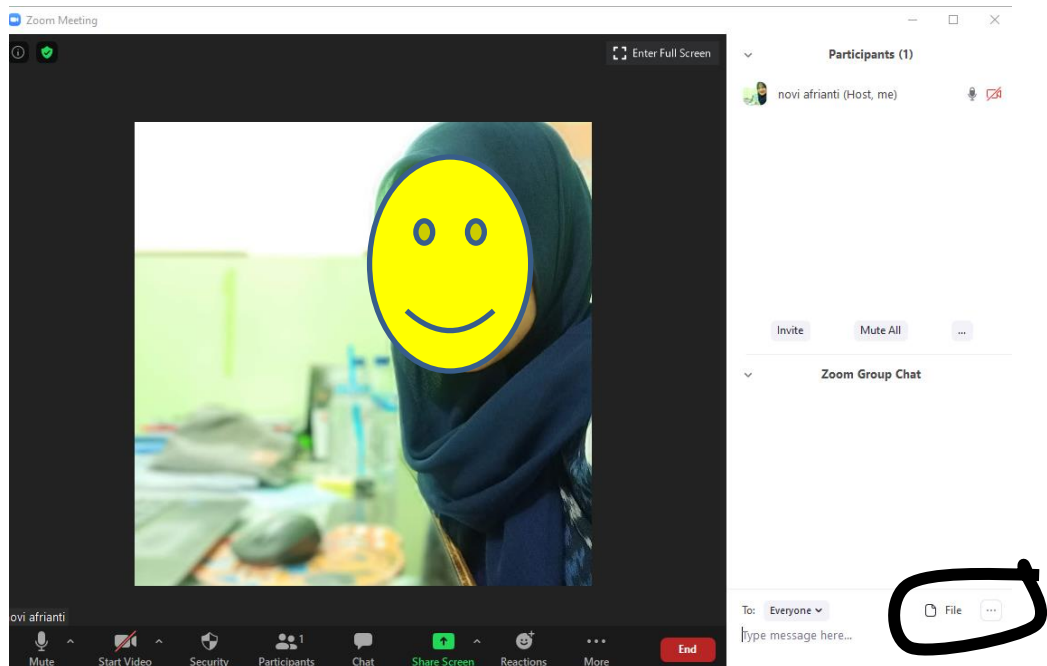 Zoom Meeting
Enter Full Screen
Participants (1)
novi afrianti (Host, me)
Invite
Mute All
...
Zoom Group Chat
To: Everyone
File
...
Type message here...
ovi afrianti
Mute
Start Video
Security
1
Participants
Chat
Share Screen
Reactions
More
End